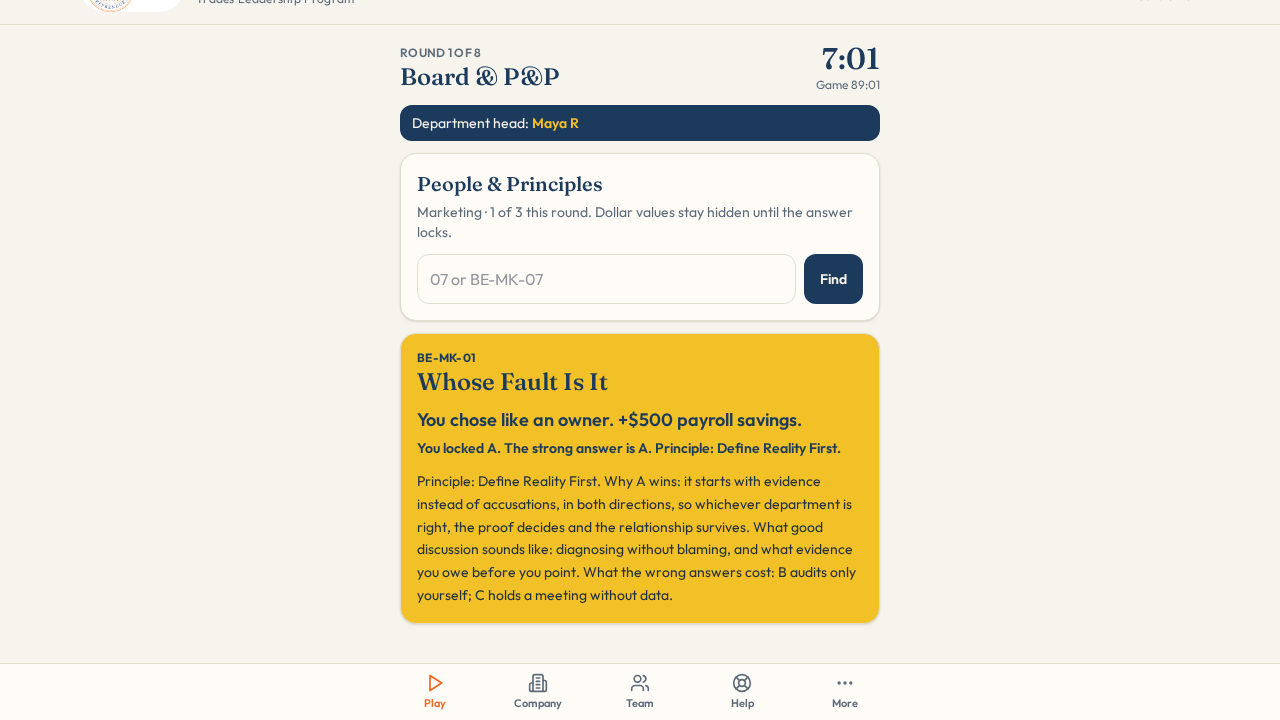 Trades Leadership Program
ROUND 1 OF 8
Board & P&P
7:01
Game 89:01
Department head: Maya R
People & Principles
Marketing · 1 of 3 this round. Dollar values stay hidden until the answer
locks.
07 or BE-MK-07
Find
BE-MK-01
Whose Fault Is It
You chose like an owner. +$500 payroll savings.
You locked A. The strong answer is A. Principle: Define Reality First.
Principle: Define Reality First. Why A wins: it starts with evidence
instead of accusations, in both directions, so whichever department is
right, the proof decides and the relationship survives. What good
discussion sounds like: diagnosing without blaming, and what evidence
you owe before you point. What the wrong answers cost: B audits only
yourself; C holds a meeting without data.
Play
Company
Team
Help
More